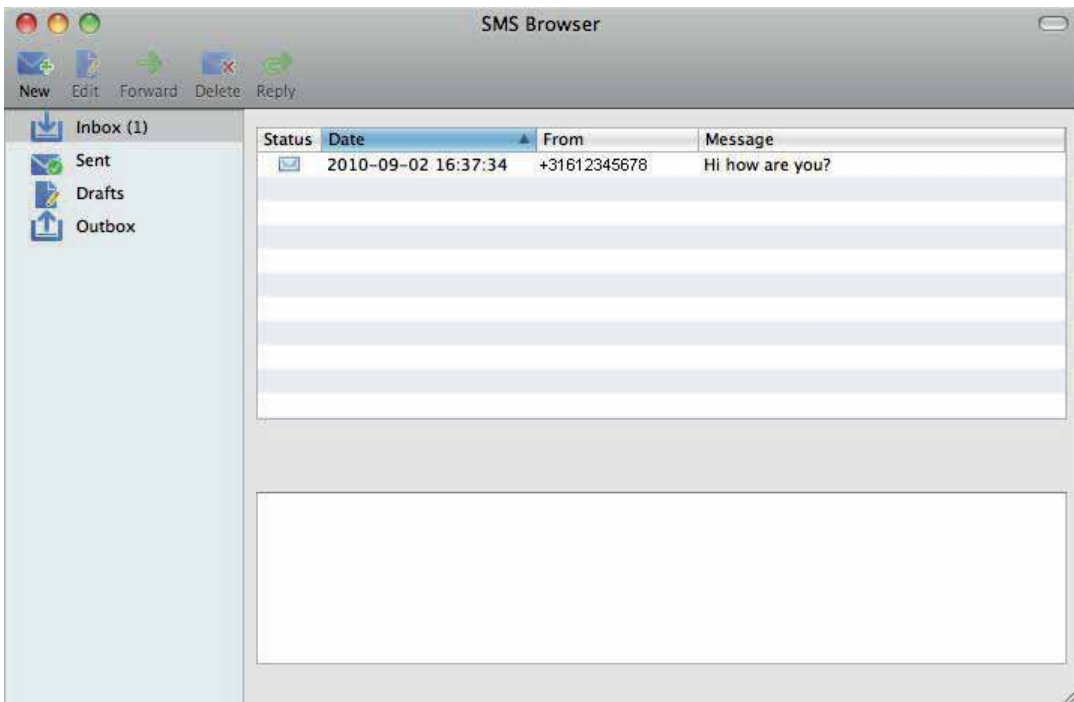 SMS Browser
New Edit Forward Delete Reply
Inbox (1)
Sent
Drafts
Outbox
Status Date From Message
2010-09-02 16:37:34 +31612345678 Hi how are you?